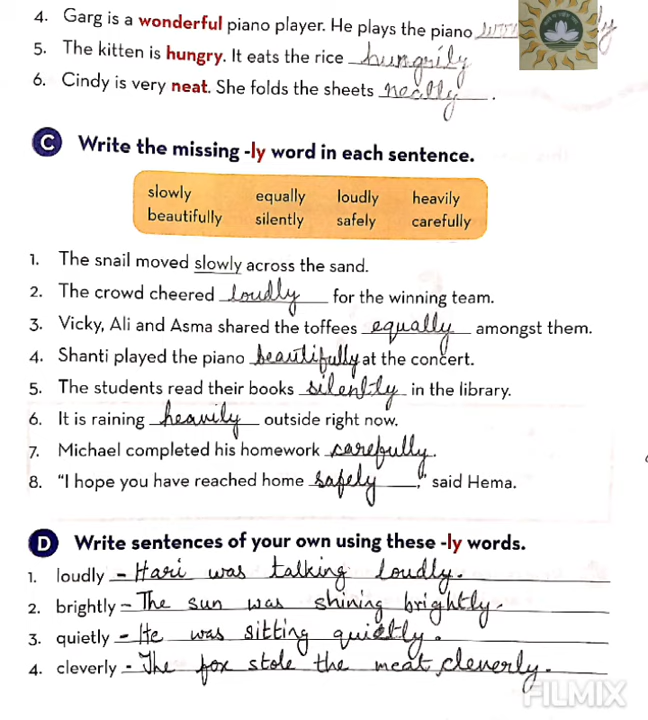 4. Garg is a wonderful piano player. He plays the piano
5. The kitten is hungry. It eats the rice hungrily
6. Cindy is very neat. She folds the sheets neatly.
C Write the missing -ly word in each sentence.
slowly equally loudly heavily
beautifully silently safely carefully
1. The snail moved slowly across the sand.
2. The crowd cheered loudly for the winning team.
3. Vicky, Ali and Asma shared the toffees equally amongst them.
4. Shanti played the piano beautifully at the concert.
5. The students read their books silently in the library.
6. It is raining heavily outside right now.
7. Michael completed his homework carefully.
8. "I hope you have reached home safely," said Hema.
D Write sentences of your own using these -ly words.
1. loudly - Hari was talking loudly.
2. brightly - The sun was shining brightly.
3. quietly - He was sitting quietly.
4. cleverly - The fox stole the meat cleverly.
FILMIX